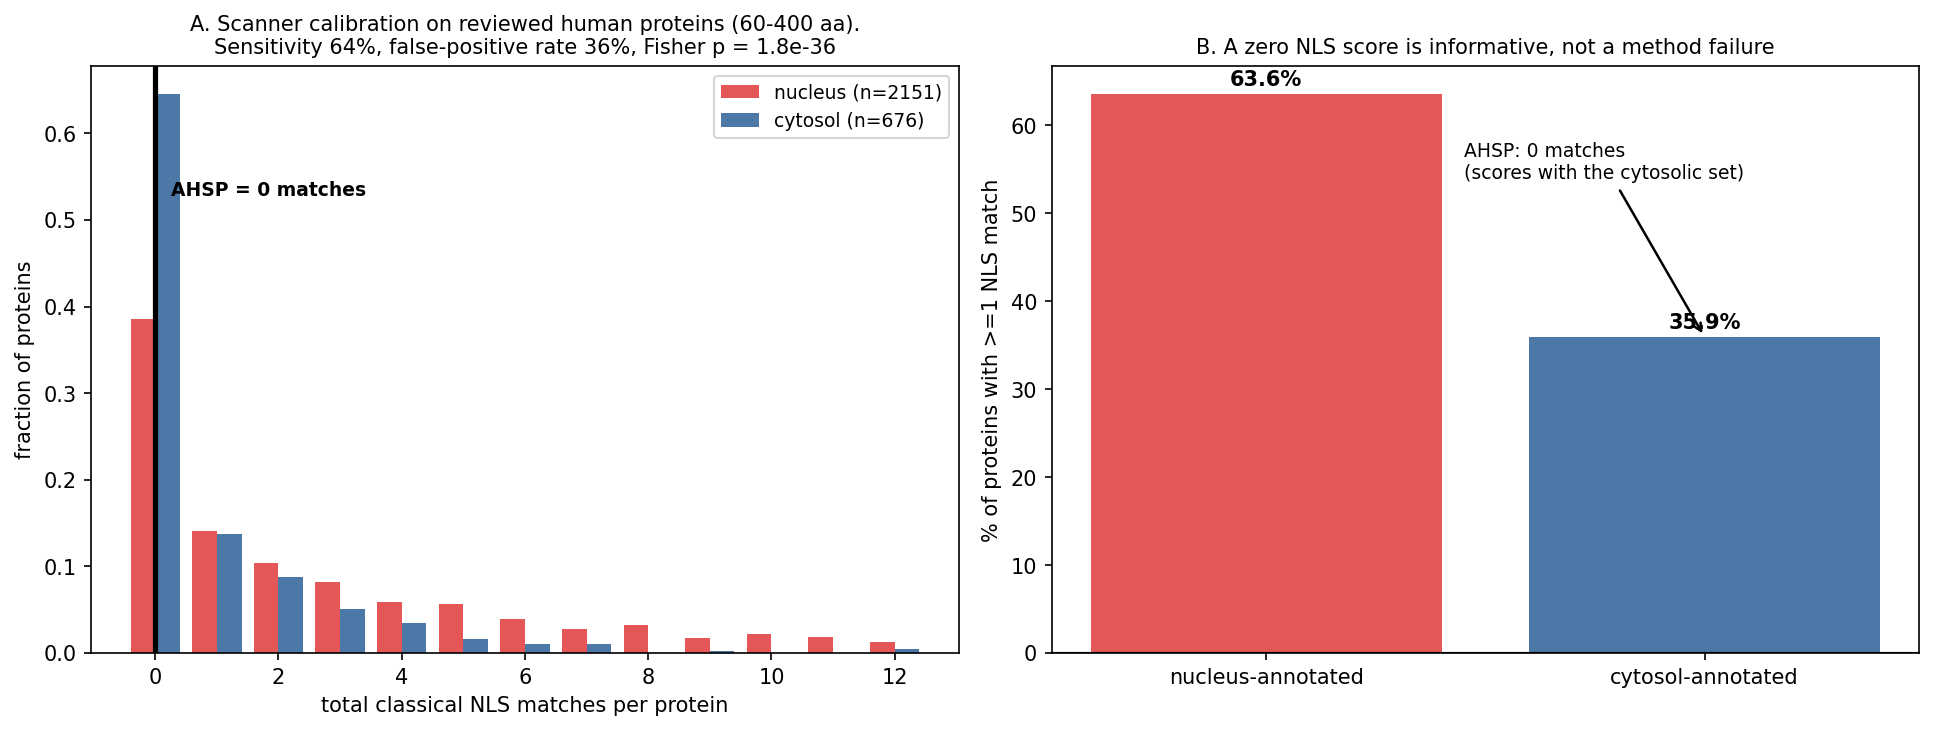 A. Scanner calibration on reviewed human proteins (60-400 aa).
Sensitivity 64%, false-positive rate 36%, Fisher p = 1.8e-36
nucleus (n=2151)
cytosol (n=676)
AHSP = 0 matches
fraction of proteins
0.6
0.5
0.4
0.3
0.2
0.1
0.0
0
2
4
6
8
10
12
total classical NLS matches per protein
B. A zero NLS score is informative, not a method failure
63.6%
AHSP: 0 matches
(scores with the cytosolic set)
35.9%
% of proteins with >=1 NLS match
60
50
40
30
20
10
0
nucleus-annotated
cytosol-annotated